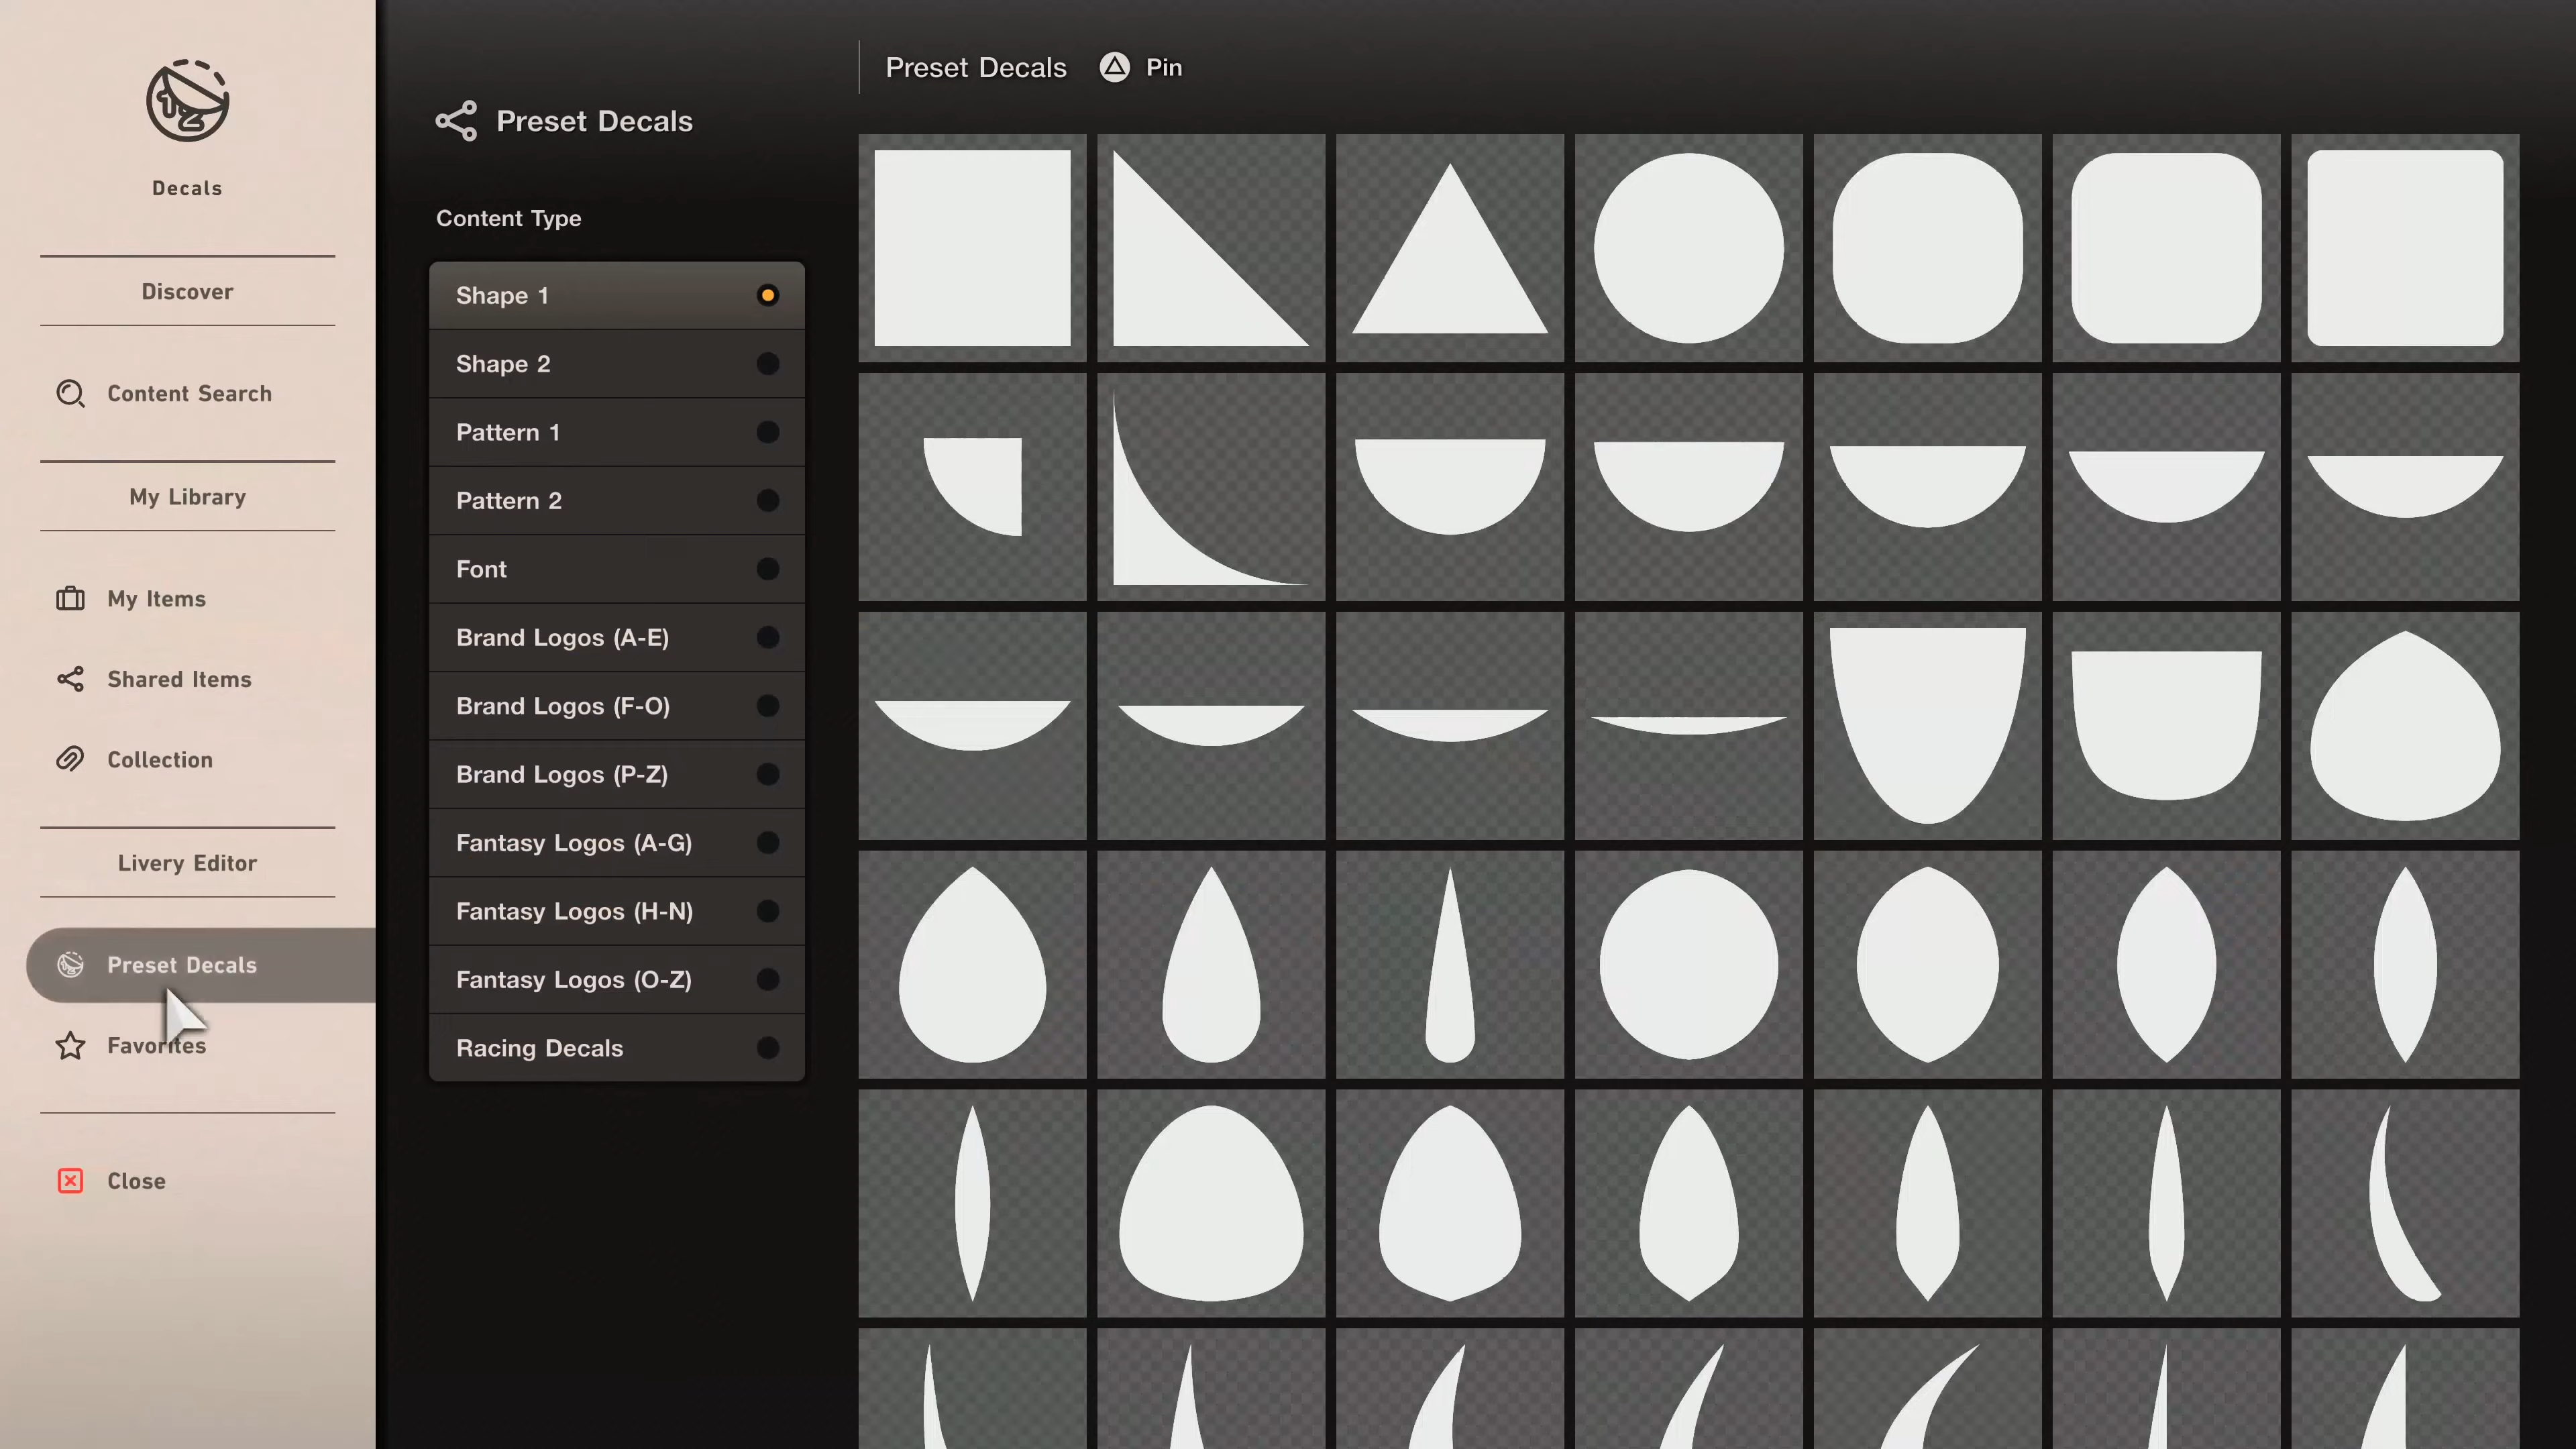 Decals
Discover
Content Search
My Library
My Items
Shared Items
Collection
Livery Editor
Preset Decals
Favorites
Close
Preset Decals
Content Type
Shape 1
Shape 2
Pattern 1
Pattern 2
Font
Brand Logos (A-E)
Brand Logos (F-O)
Brand Logos (P-Z)
Fantasy Logos (A-G)
Fantasy Logos (H-N)
Fantasy Logos (O-Z)
Racing Decals
Preset Decals Pin